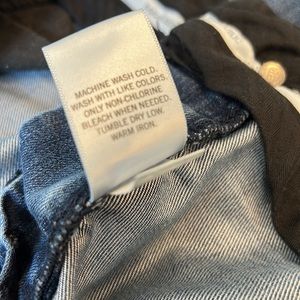 MACHINE WASH COLD.
WASH WITH LIKE COLORS.
ONLY NON-CHLORINE
BLEACH WHEN NEEDED.
TUMBLE DRY LOW.
WARM IRON.